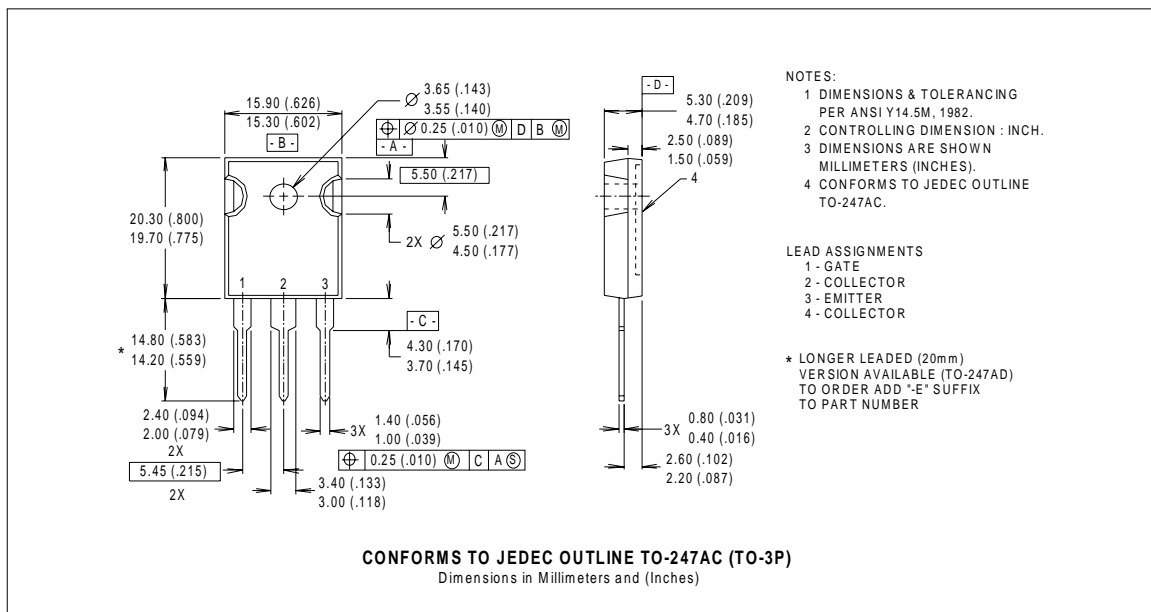 3.65 (.143)
3.55 (.140)
15.90 (.626)
15.30 (.602)
- B -
⌖ Ø 0.25 (.010) Ⓜ D B Ⓜ
- A -
5.50 (.217)
20.30 (.800)
19.70 (.775)
2X Ø 5.50 (.217)
4.50 (.177)
1 2 3
- C -
* 14.80 (.583)
14.20 (.559)
4.30 (.170)
3.70 (.145)
2.40 (.094)
2.00 (.079)
2X
5.45 (.215)
2X
3X 1.40 (.056)
1.00 (.039)
⌖ 0.25 (.010) Ⓜ C A Ⓢ
3.40 (.133)
3.00 (.118)
- D -
5.30 (.209)
4.70 (.185)
2.50 (.089)
1.50 (.059)
4
3X 0.80 (.031)
0.40 (.016)
2.60 (.102)
2.20 (.087)
NOTES:
1 DIMENSIONS & TOLERANCING
PER ANSI Y14.5M, 1982.
2 CONTROLLING DIMENSION : INCH.
3 DIMENSIONS ARE SHOWN
MILLIMETERS (INCHES).
4 CONFORMS TO JEDEC OUTLINE
TO-247AC.
LEAD ASSIGNMENTS
1 - GATE
2 - COLLECTOR
3 - EMITTER
4 - COLLECTOR
* LONGER LEADED (20mm)
VERSION AVAILABLE (TO-247AD)
TO ORDER ADD "-E" SUFFIX
TO PART NUMBER
CONFORMS TO JEDEC OUTLINE TO-247AC (TO-3P)
Dimensions in Millimeters and (Inches)